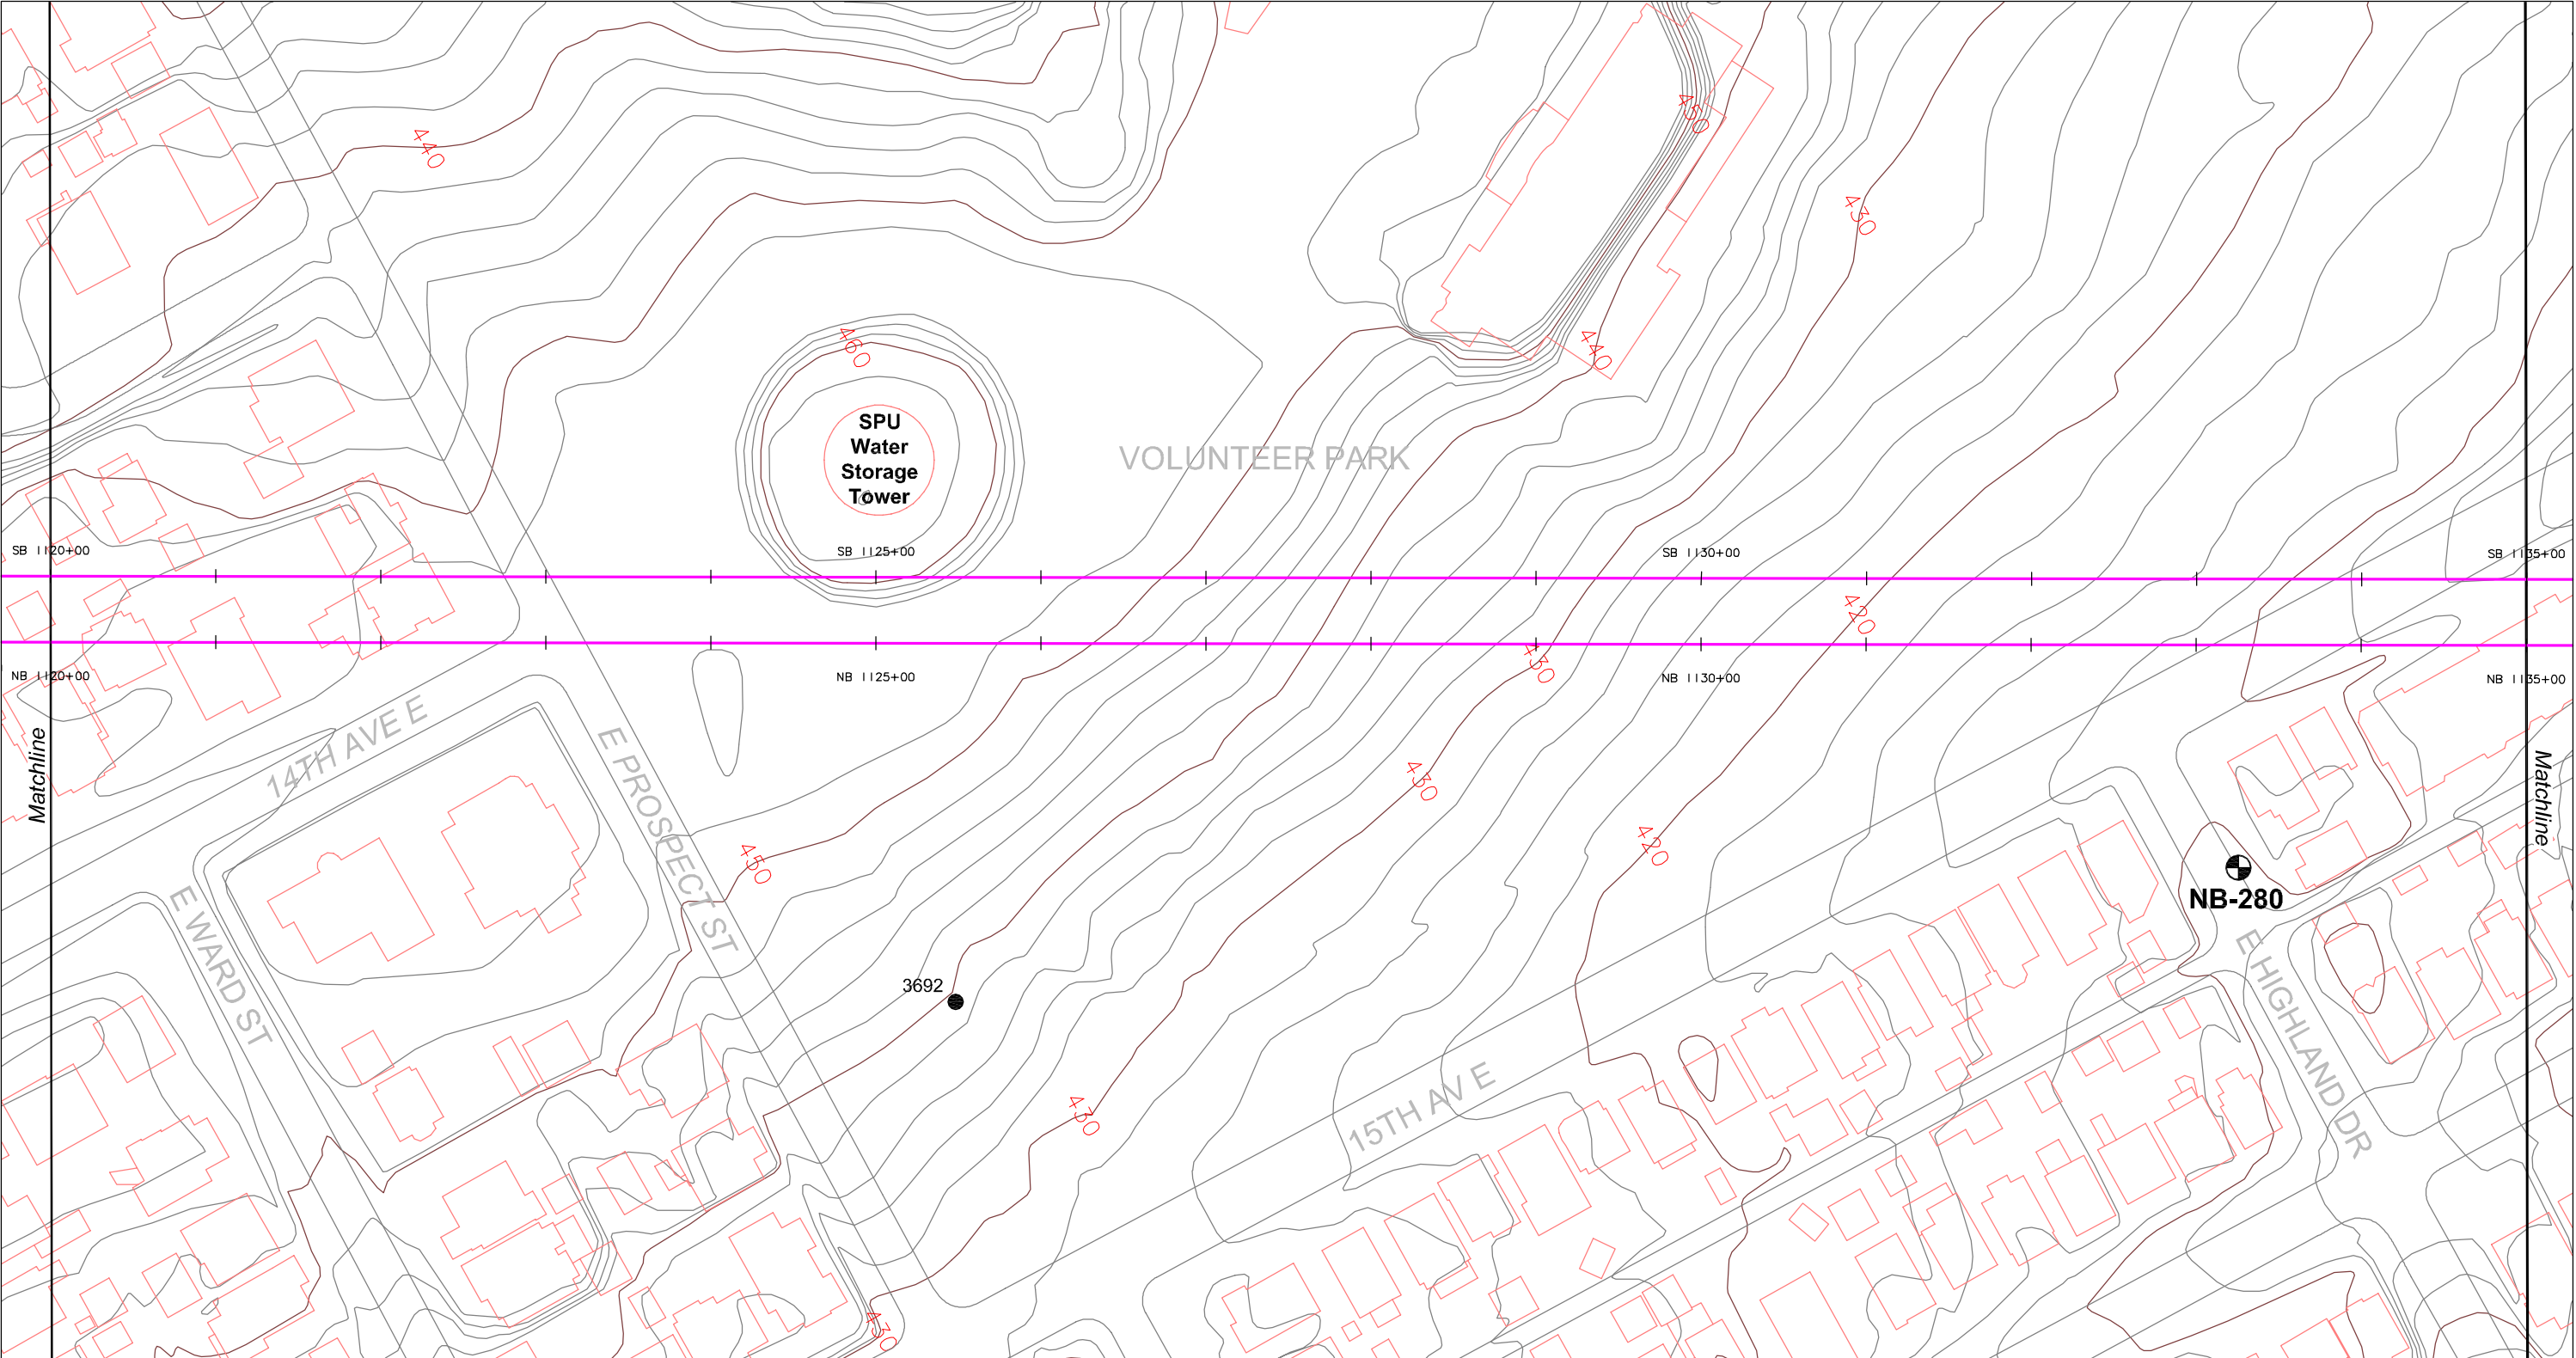 450
440
430
460
440
SPU
Water
Storage
Tower
VOLUNTEER PARK
SB 1120+00
SB 1125+00
SB 1130+00
SB 1135+00
420
430
NB 1120+00
NB 1125+00
NB 1130+00
NB 1135+00
14TH AVE E
E PROSPECT ST
Matchline
Matchline
430
420
450
E WARD ST
NB-280
3692
E HIGHLAND DR
15TH AV E
430
430